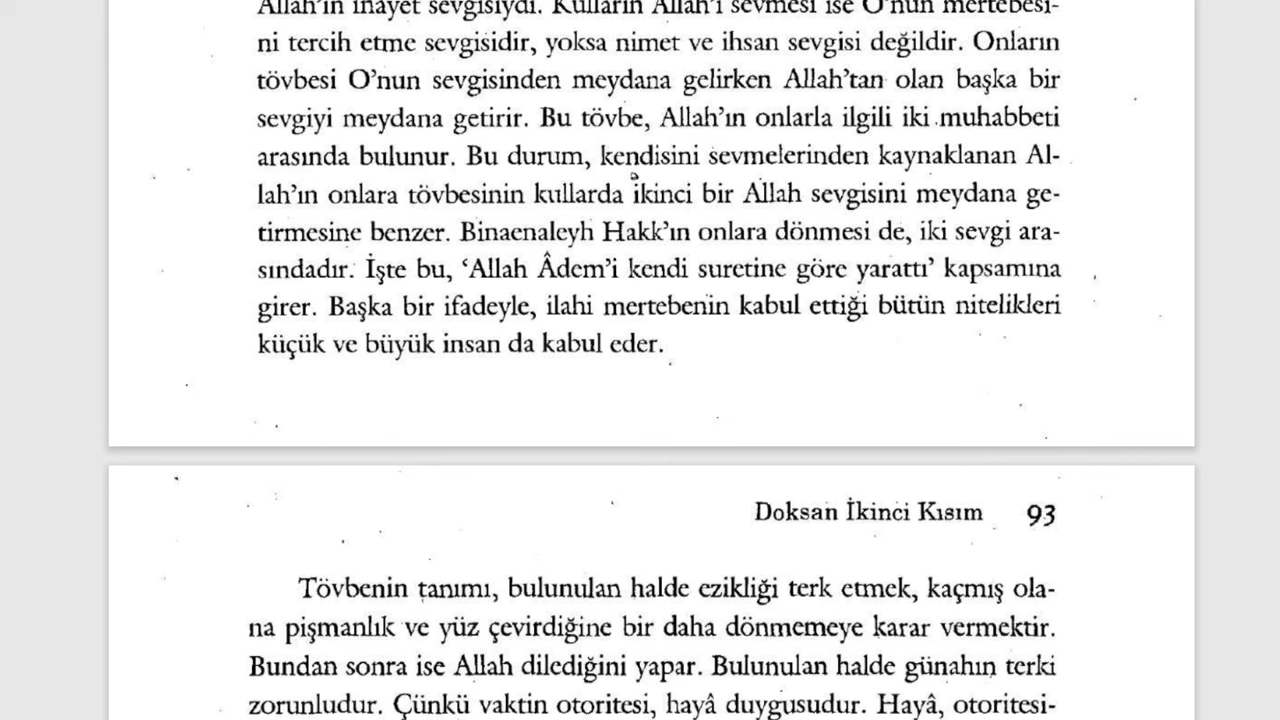 Allah'ın inayet sevgisiydi. Kulların Allah'ı sevmesi ise O'nun mertebesi-
ni tercih etme sevgisidir, yoksa nimet ve ihsan sevgisi değildir. Onların
tövbesi O'nun sevgisinden meydana gelirken Allah'tan olan başka bir
sevgiyi meydana getirir. Bu tövbe, Allah'ın onlarla ilgili iki muhabbeti
arasında bulunur. Bu durum, kendisini sevmelerinden kaynaklanan Al-
lah'ın onlara tövbesinin kullarda ikinci bir Allah sevgisini meydana ge-
tirmesine benzer. Binaenaleyh Hakk'ın onlara dönmesi de, iki sevgi ara-
sındadır. İşte bu, 'Allah Âdem'i kendi suretine göre yarattı' kapsamına
girer. Başka bir ifadeyle, ilahi mertebenin kabul ettiği bütün nitelikleri
küçük ve büyük insan da kabul eder.
Doksan İkinci Kısım 93
Tövbenin tanımı, bulunulan halde ezikliği terk etmek, kaçmış ola-
na pişmanlık ve yüz çevirdiğine bir daha dönmemeye karar vermektir.
Bundan sonra ise Allah dilediğini yapar. Bulunulan halde günahın terki
zorunludur. Çünkü vaktin otoritesi, hayâ duygusudur. Hayâ, otoritesi-